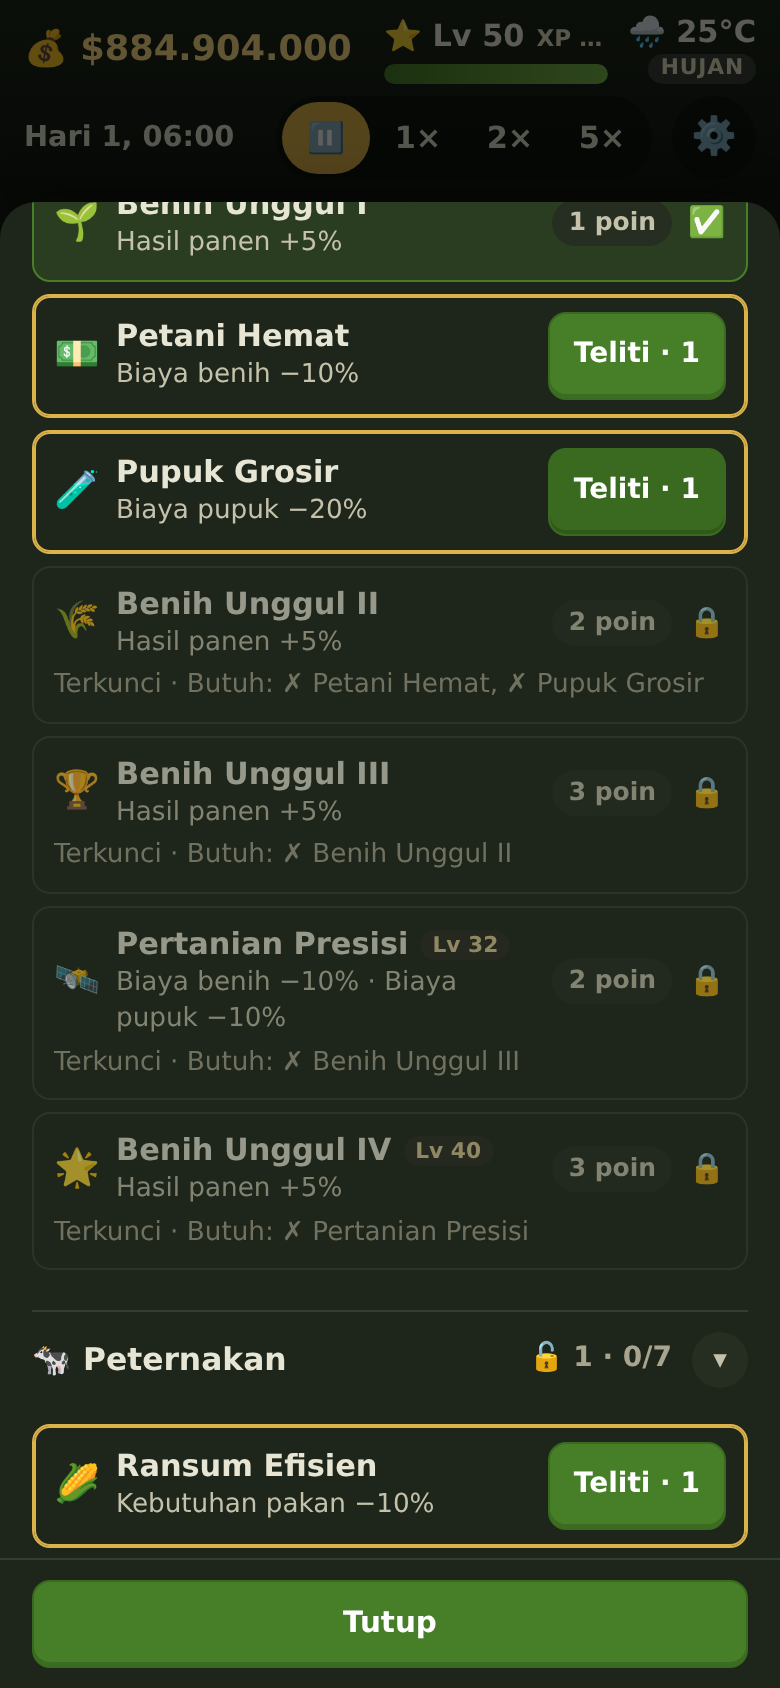 💰 $884.904.000
⭐ Lv 50 XP ...
🌧️ 25°C
HUJAN
Hari 1, 06:00
⏸ 1× 2× 5× ⚙️
Benih Unggul I
Hasil panen +5%
1 poin ✅
Petani Hemat
Biaya benih −10%
Teliti · 1
Pupuk Grosir
Biaya pupuk −20%
Teliti · 1
Benih Unggul II
Hasil panen +5%
2 poin 🔒
Terkunci · Butuh: ✗ Petani Hemat, ✗ Pupuk Grosir
Benih Unggul III
Hasil panen +5%
3 poin 🔒
Terkunci · Butuh: ✗ Benih Unggul II
Pertanian Presisi Lv 32
Biaya benih −10% · Biaya
pupuk −10%
2 poin 🔒
Terkunci · Butuh: ✗ Benih Unggul III
Benih Unggul IV Lv 40
Hasil panen +5%
3 poin 🔒
Terkunci · Butuh: ✗ Pertanian Presisi
🐄 Peternakan
🔓 1 · 0/7 ▼
Ransum Efisien
Kebutuhan pakan −10%
Teliti · 1
Tutup